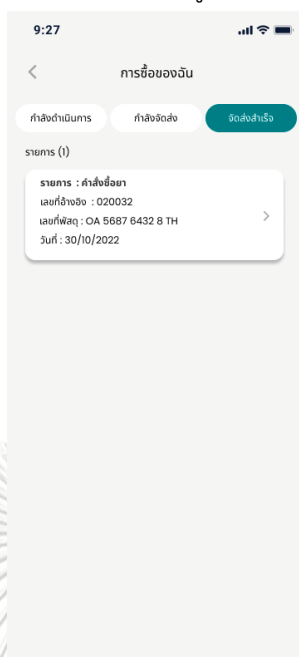 9:27
การซื้อของฉัน
กำลังดำเนินการ กำลังจัดส่ง จัดส่งสำเร็จ
รายการ (1)
รายการ : คำสั่งซื้อยา
เลขที่อ้างอิง : 020032
เลขที่พัสดุ : OA 5687 6432 8 TH
วันที่ : 30/10/2022